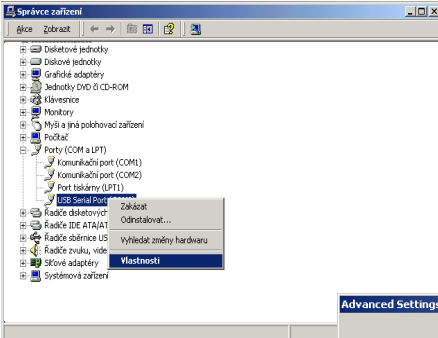 Správce zařízení
Akce Zobrazit
Disketové jednotky
Diskové jednotky
Grafické adaptéry
Jednotky DVD či CD-ROM
Klávesnice
Monitory
Myši a jiná polohovací zařízení
Počítač
Porty (COM a LPT)
Komunikační port (COM1)
Komunikační port (COM2)
Port tiskárny (LPT1)
USB Serial Port
Zakázat
Odinstalovat...
Vyhledat změny hardwaru
Vlastnosti
Řadiče disketových
Řadiče IDE ATA/AT
Řadiče sběrnice US
Řadiče zvuku, vide
Síťové adaptéry
Systémová zařízení
Advanced Settings